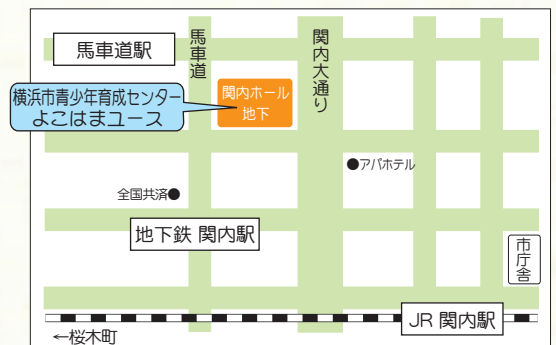 馬車道駅
馬車道
関内大通り
横浜市青少年育成センター
よこはまユース
関内ホール
地下
●アパホテル
全国共済●
地下鉄 関内駅
市庁舎
JR 関内駅
←桜木町